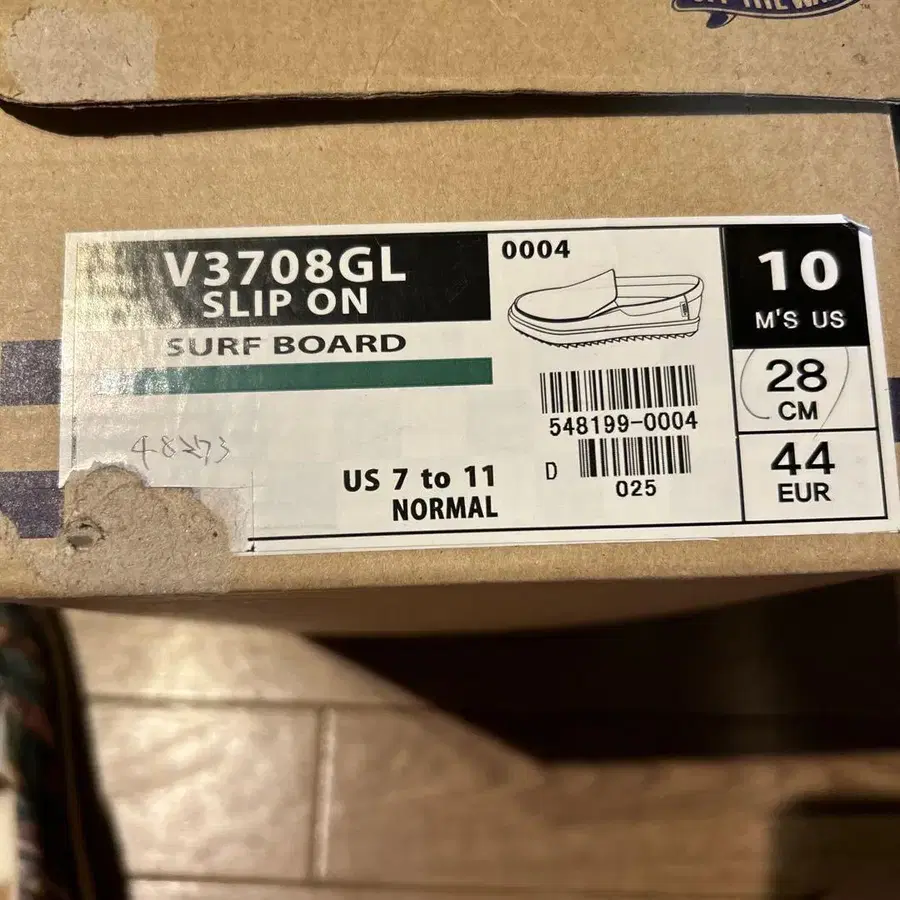 V3708GL
SLIP ON
SURF BOARD
48273
US 7 to 11
NORMAL
0004
548199-0004
D
025
10
M'S US
28
CM
44
EUR